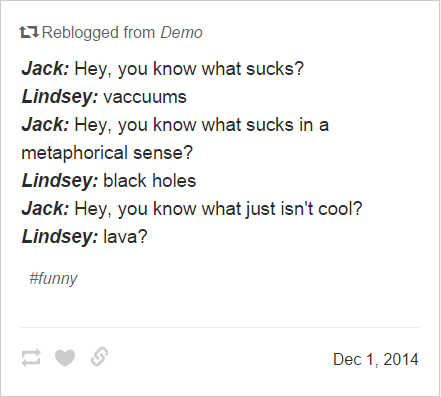 Reblogged from Demo
Jack: Hey, you know what sucks?
Lindsey: vaccuums
Jack: Hey, you know what sucks in a
metaphorical sense?
Lindsey: black holes
Jack: Hey, you know what just isn't cool?
Lindsey: lava?
#funny
Dec 1, 2014